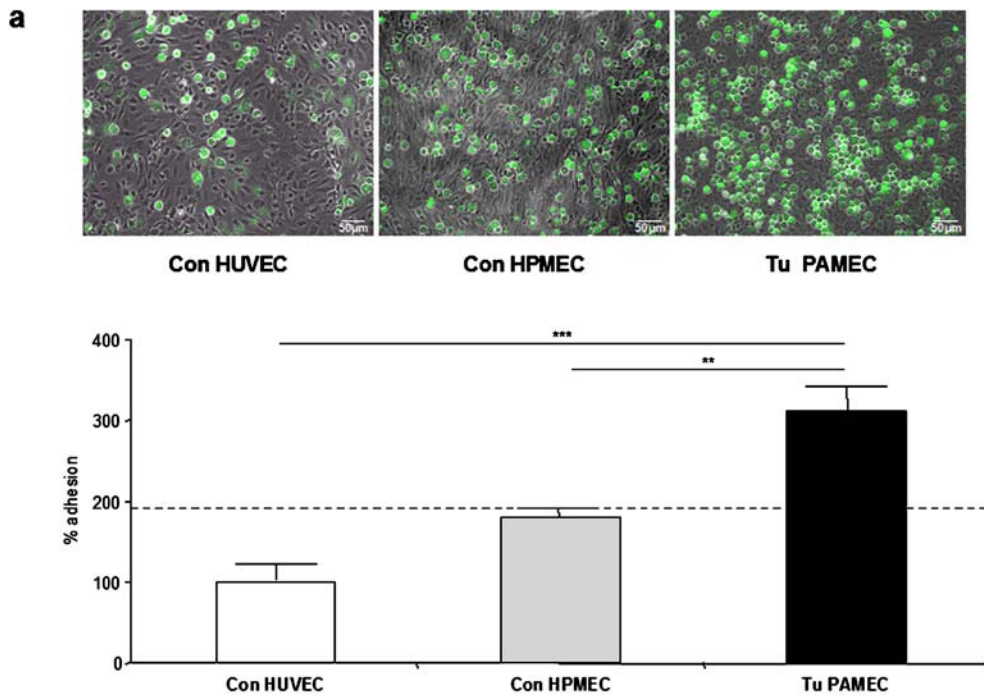 a
50µm
50µm
50µm
Con HUVEC
Con HPMEC
Tu PAMEC
400
***
**
300
200
% adhesion
100
0
Con HUVEC
Con HPMEC
Tu PAMEC